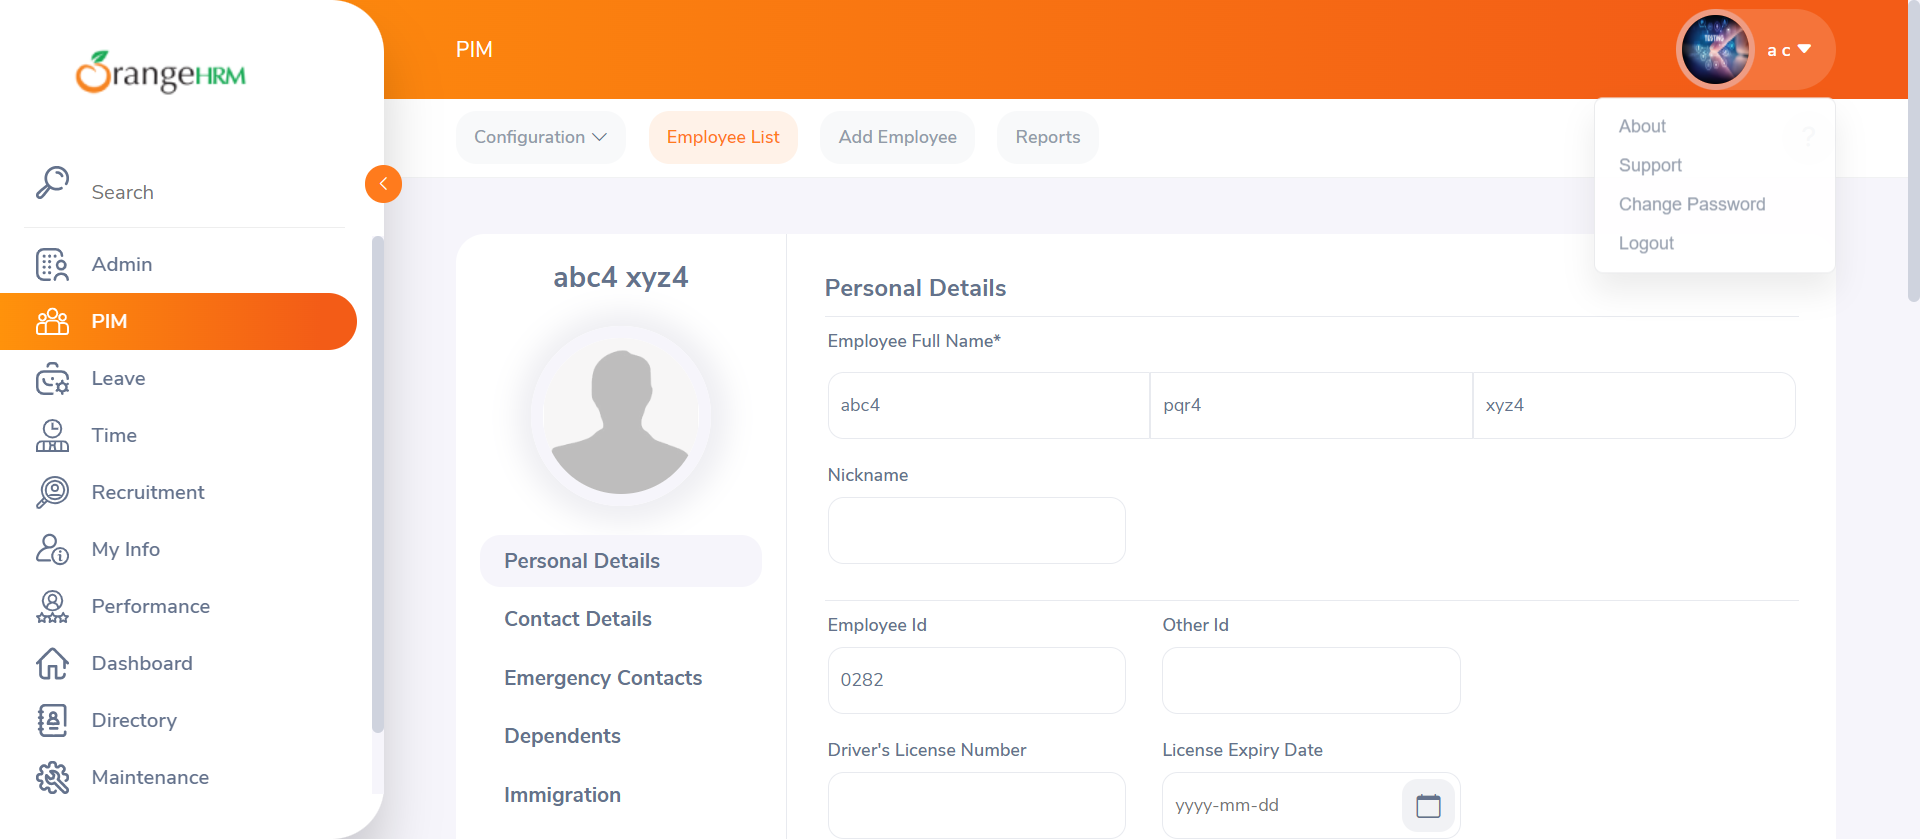 OrangeHRM
Search
Admin
PIM
Leave
Time
Recruitment
My Info
Performance
Dashboard
Directory
Maintenance
PIM
TESTING
a c
Configuration
Employee List
Add Employee
Reports
?
About
Support
Change Password
Logout
abc4 xyz4
Personal Details
Contact Details
Emergency Contacts
Dependents
Immigration
Personal Details
Employee Full Name*
abc4 pqr4 xyz4
Nickname
Employee Id Other Id
0282
Driver's License Number License Expiry Date
yyyy-mm-dd